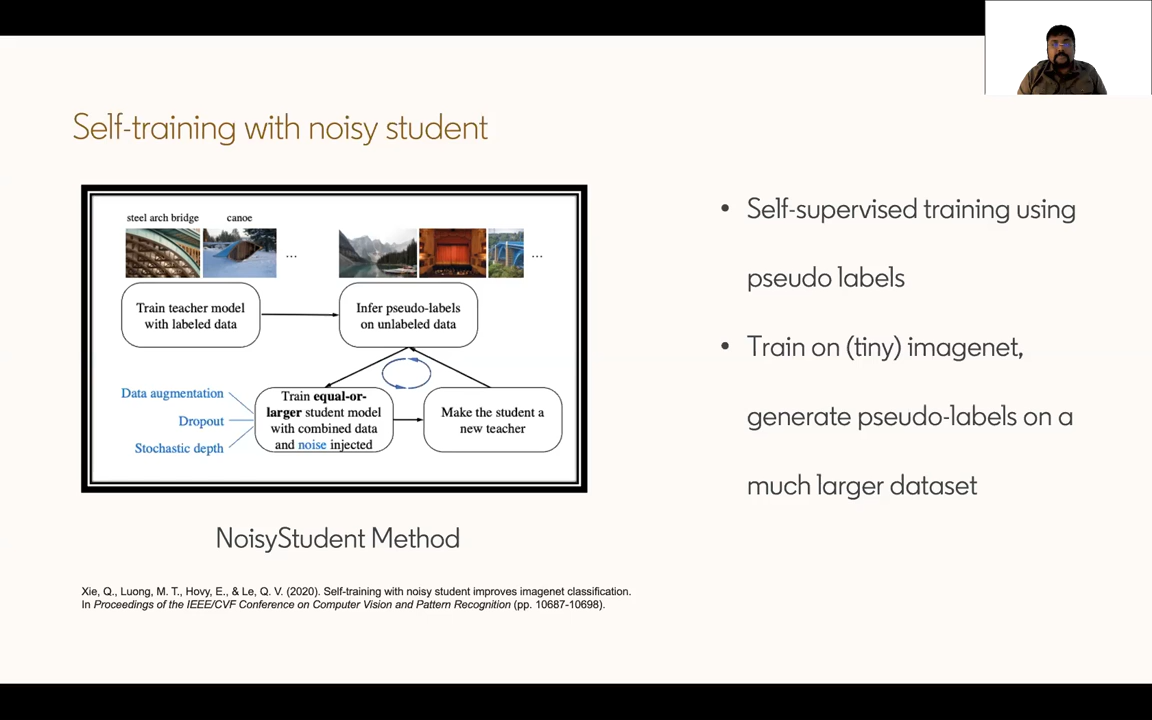 Self-training with noisy student
steel arch bridge
canoe
...
...
Train teacher model
with labeled data
Infer pseudo-labels
on unlabeled data
Data augmentation
Dropout
Stochastic depth
Train equal-or-
larger student model
with combined data
and noise injected
Make the student a
new teacher
NoisyStudent Method
• Self-supervised training using
pseudo labels
• Train on (tiny) imagenet,
generate pseudo-labels on a
much larger dataset
Xie, Q., Luong, M. T., Hovy, E., & Le, Q. V. (2020). Self-training with noisy student improves imagenet classification.
In Proceedings of the IEEE/CVF Conference on Computer Vision and Pattern Recognition (pp. 10687-10698).